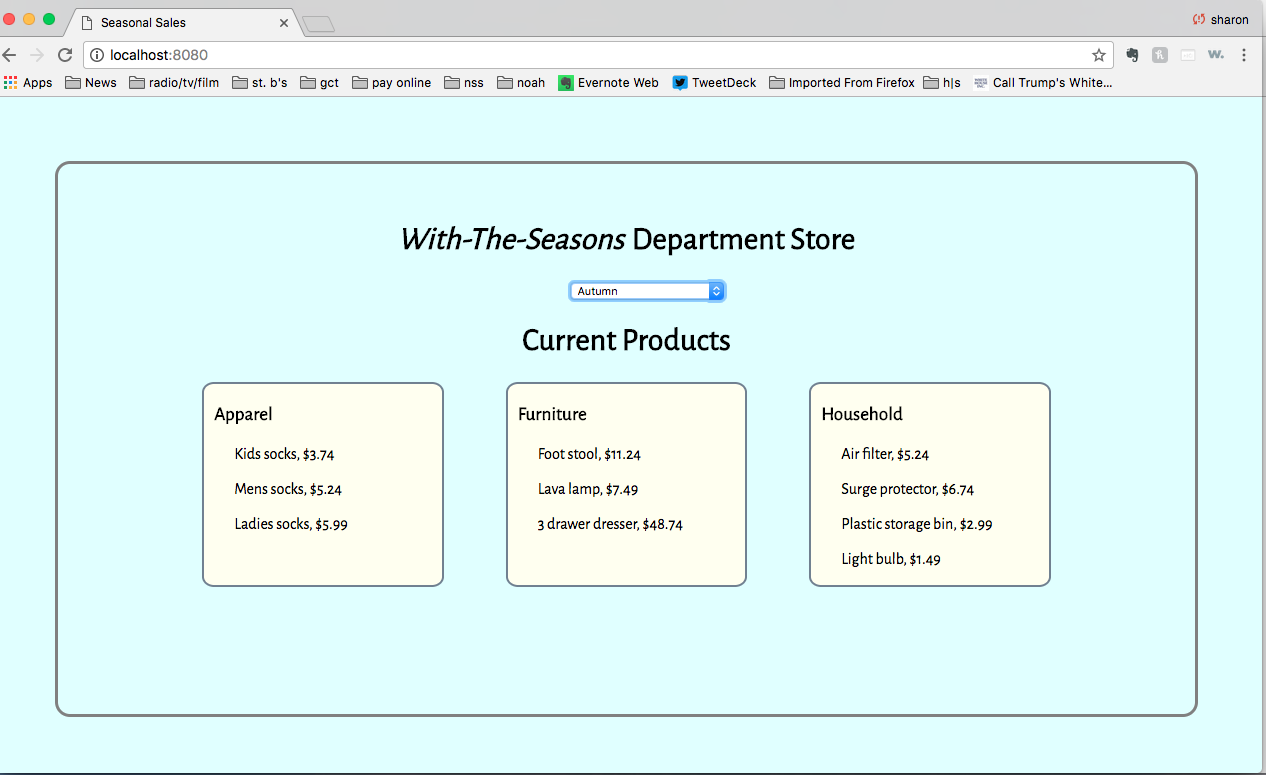 Seasonal Sales
sharon
localhost:8080
Apps News radio/tv/film st. b's gct pay online nss noah Evernote Web TweetDeck Imported From Firefox h|s Call Trump's White...
With-The-Seasons Department Store
Autumn
Current Products
Apparel
Kids socks, $3.74
Mens socks, $5.24
Ladies socks, $5.99
Furniture
Foot stool, $11.24
Lava lamp, $7.49
3 drawer dresser, $48.74
Household
Air filter, $5.24
Surge protector, $6.74
Plastic storage bin, $2.99
Light bulb, $1.49